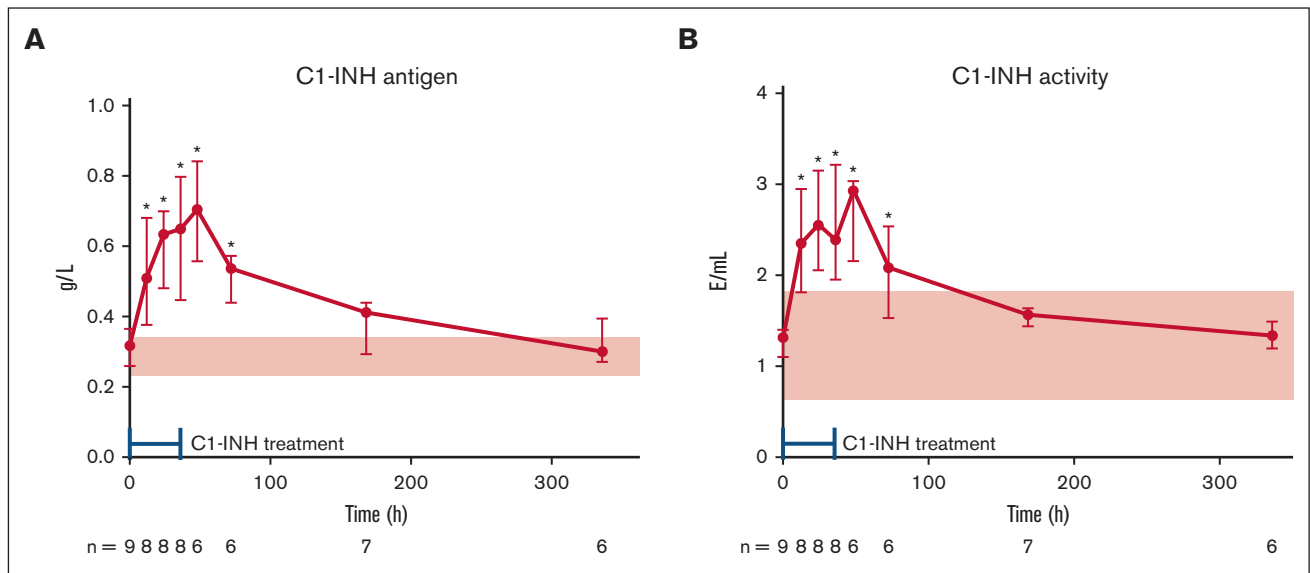 A
C1-INH antigen
1.0
0.8
0.6
0.4
0.2
0.0
g/L
* * * * *
C1-INH treatment
0 100 200 300
Time (h)
n = 9 8 8 8 6 6 7 6
B
C1-INH activity
4
3
2
1
0
E/mL
* * * * *
C1-INH treatment
0 100 200 300
Time (h)
n = 9 8 8 8 6 6 7 6